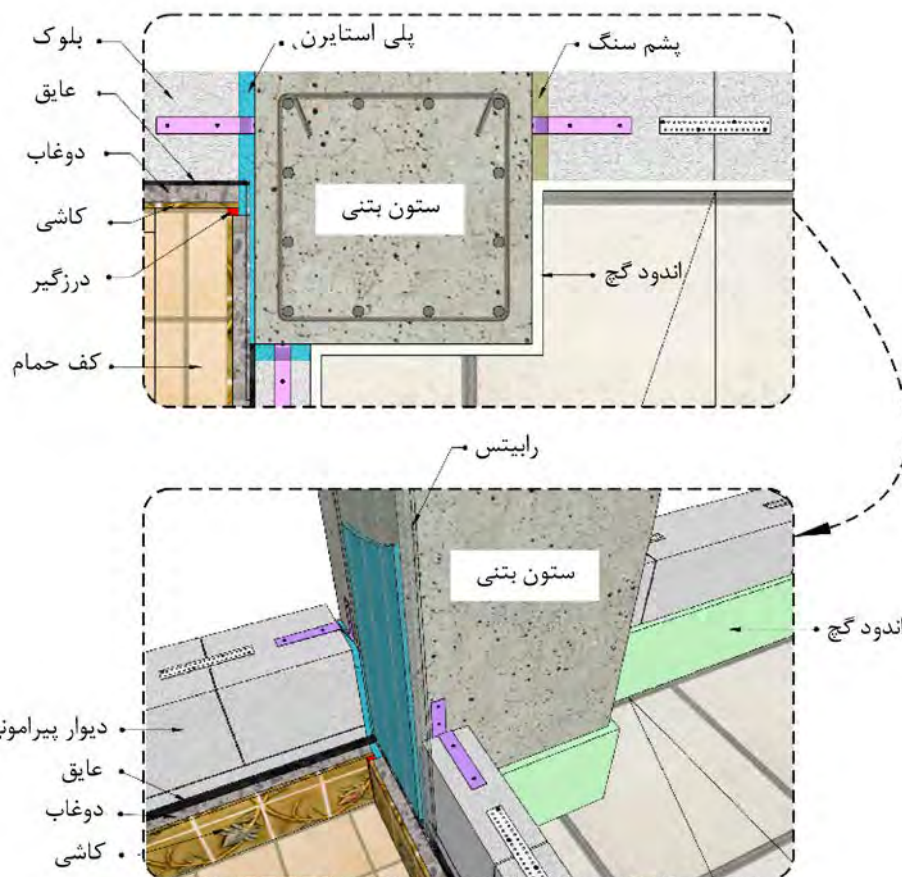 بلوک
عایق
دوغاب
کاشی
درزگیر
کف حمام
پلی استایرن
پشم سنگ
ستون بتنی
اندود گچ
رابیتس
ستون بتنی
اندود گچ
دیوار پیرامونی
عایق
دوغاب
کاشی